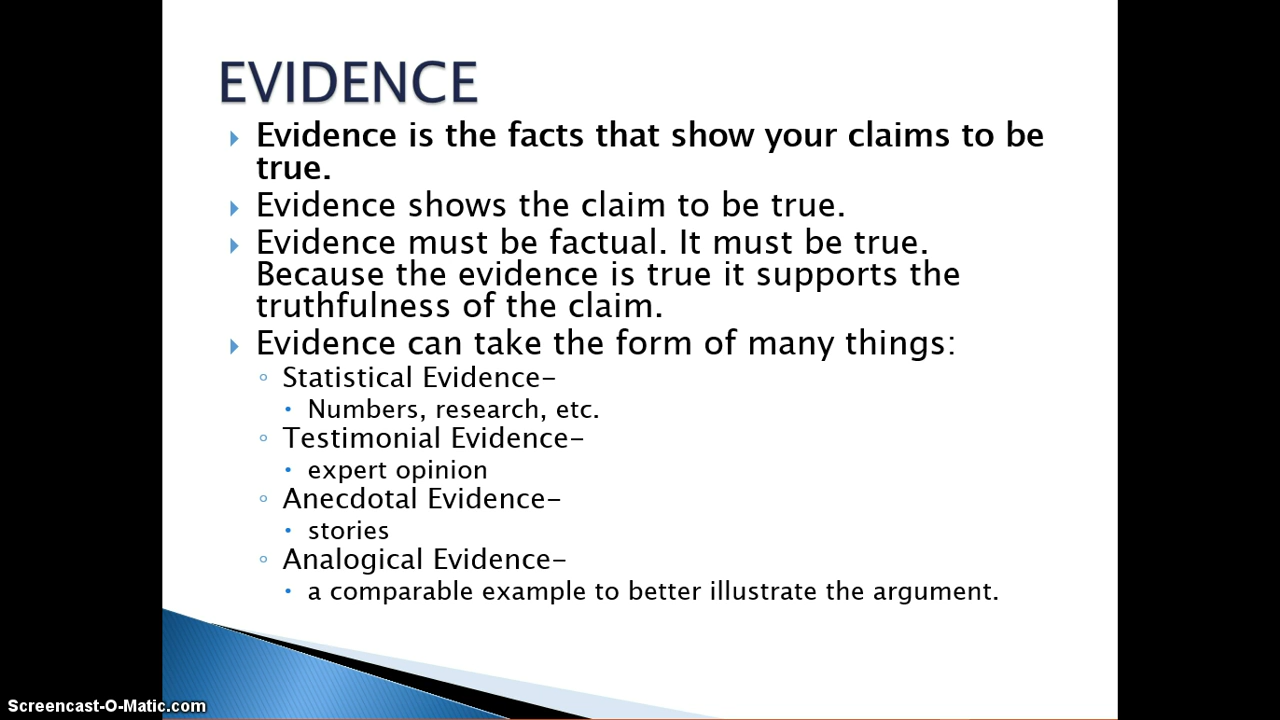 EVIDENCE
Evidence is the facts that show your claims to be
true.
Evidence shows the claim to be true.
Evidence must be factual. It must be true.
Because the evidence is true it supports the
truthfulness of the claim.
Evidence can take the form of many things:
Statistical Evidence–
Numbers, research, etc.
Testimonial Evidence–
expert opinion
Anecdotal Evidence–
stories
Analogical Evidence–
a comparable example to better illustrate the argument.
Screencast-O-Matic.com